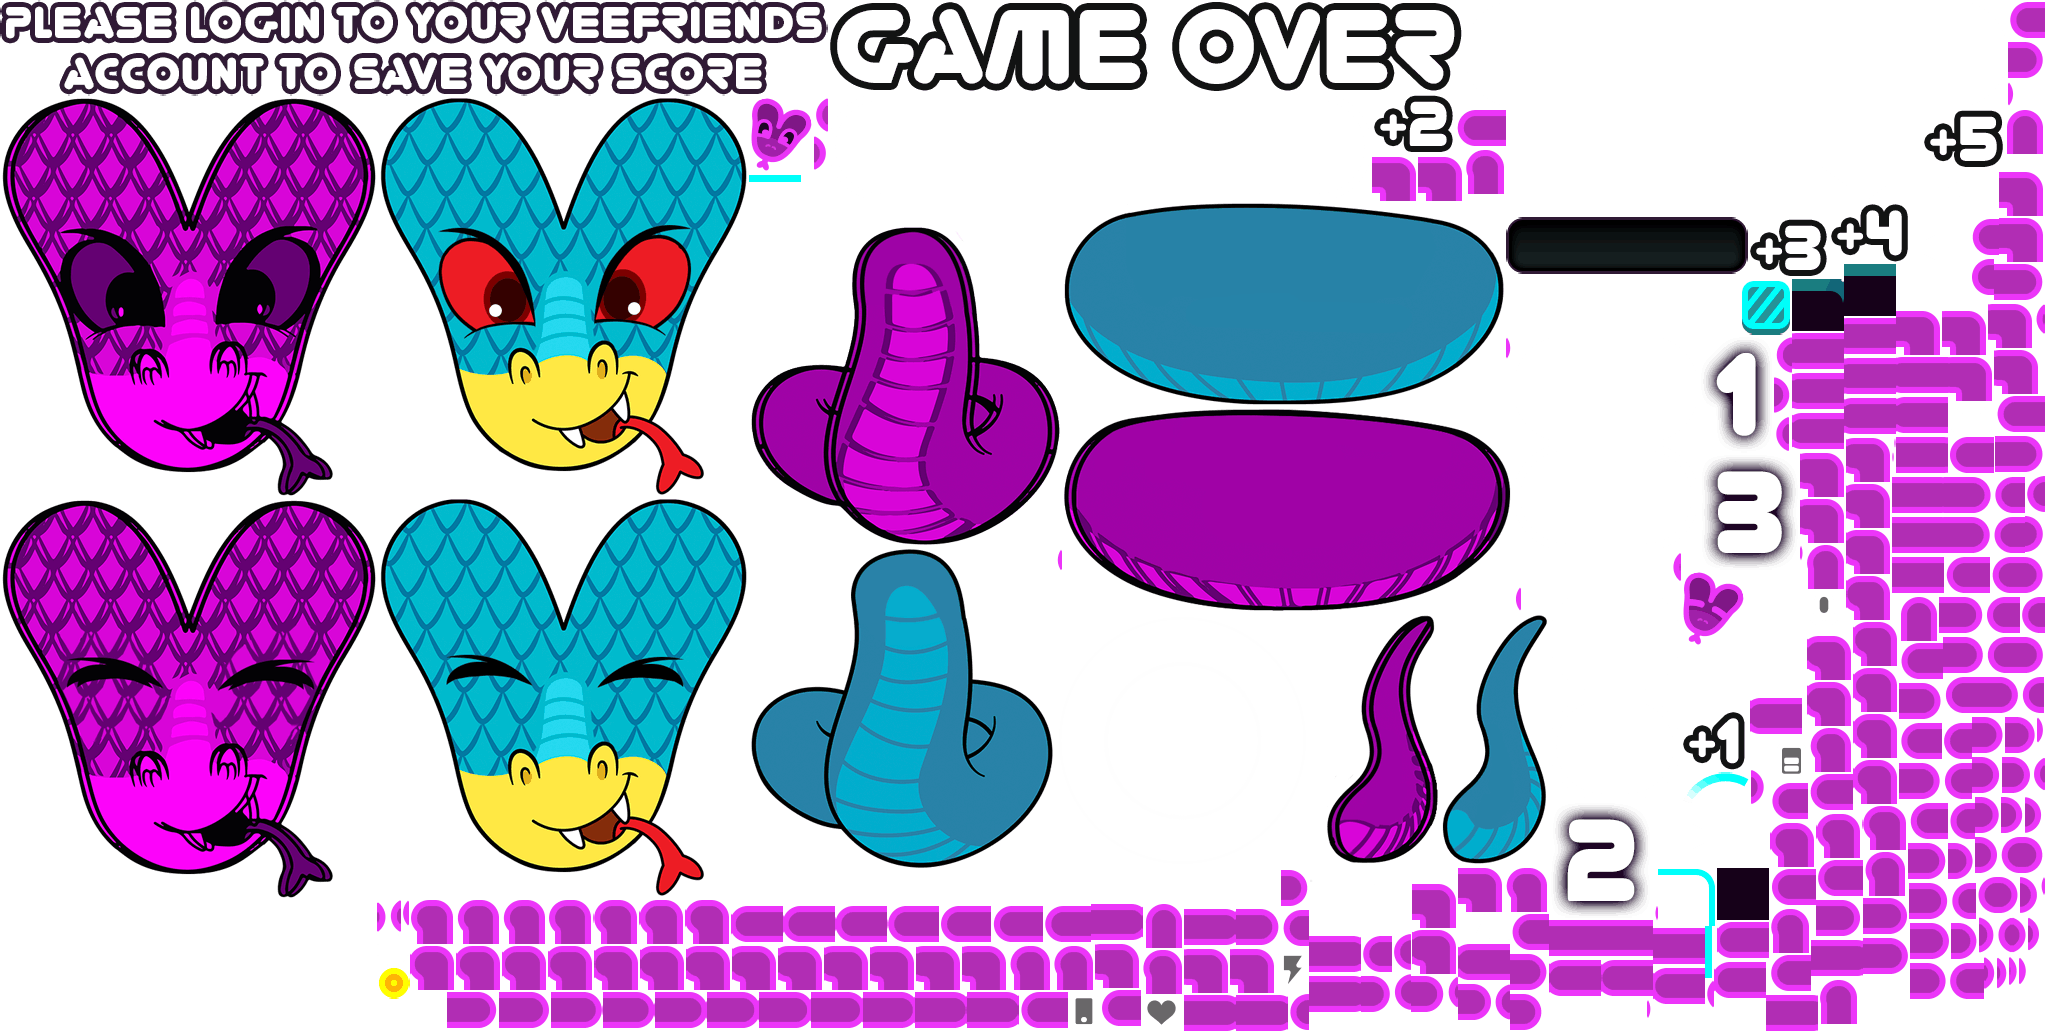 PLEASE LOGIN TO YOUR VEEFRIENDS
ACCOUNT TO SAVE YOUR SCORE
GAME OVER
+2
+5
+3
+4
1
3
+1
2